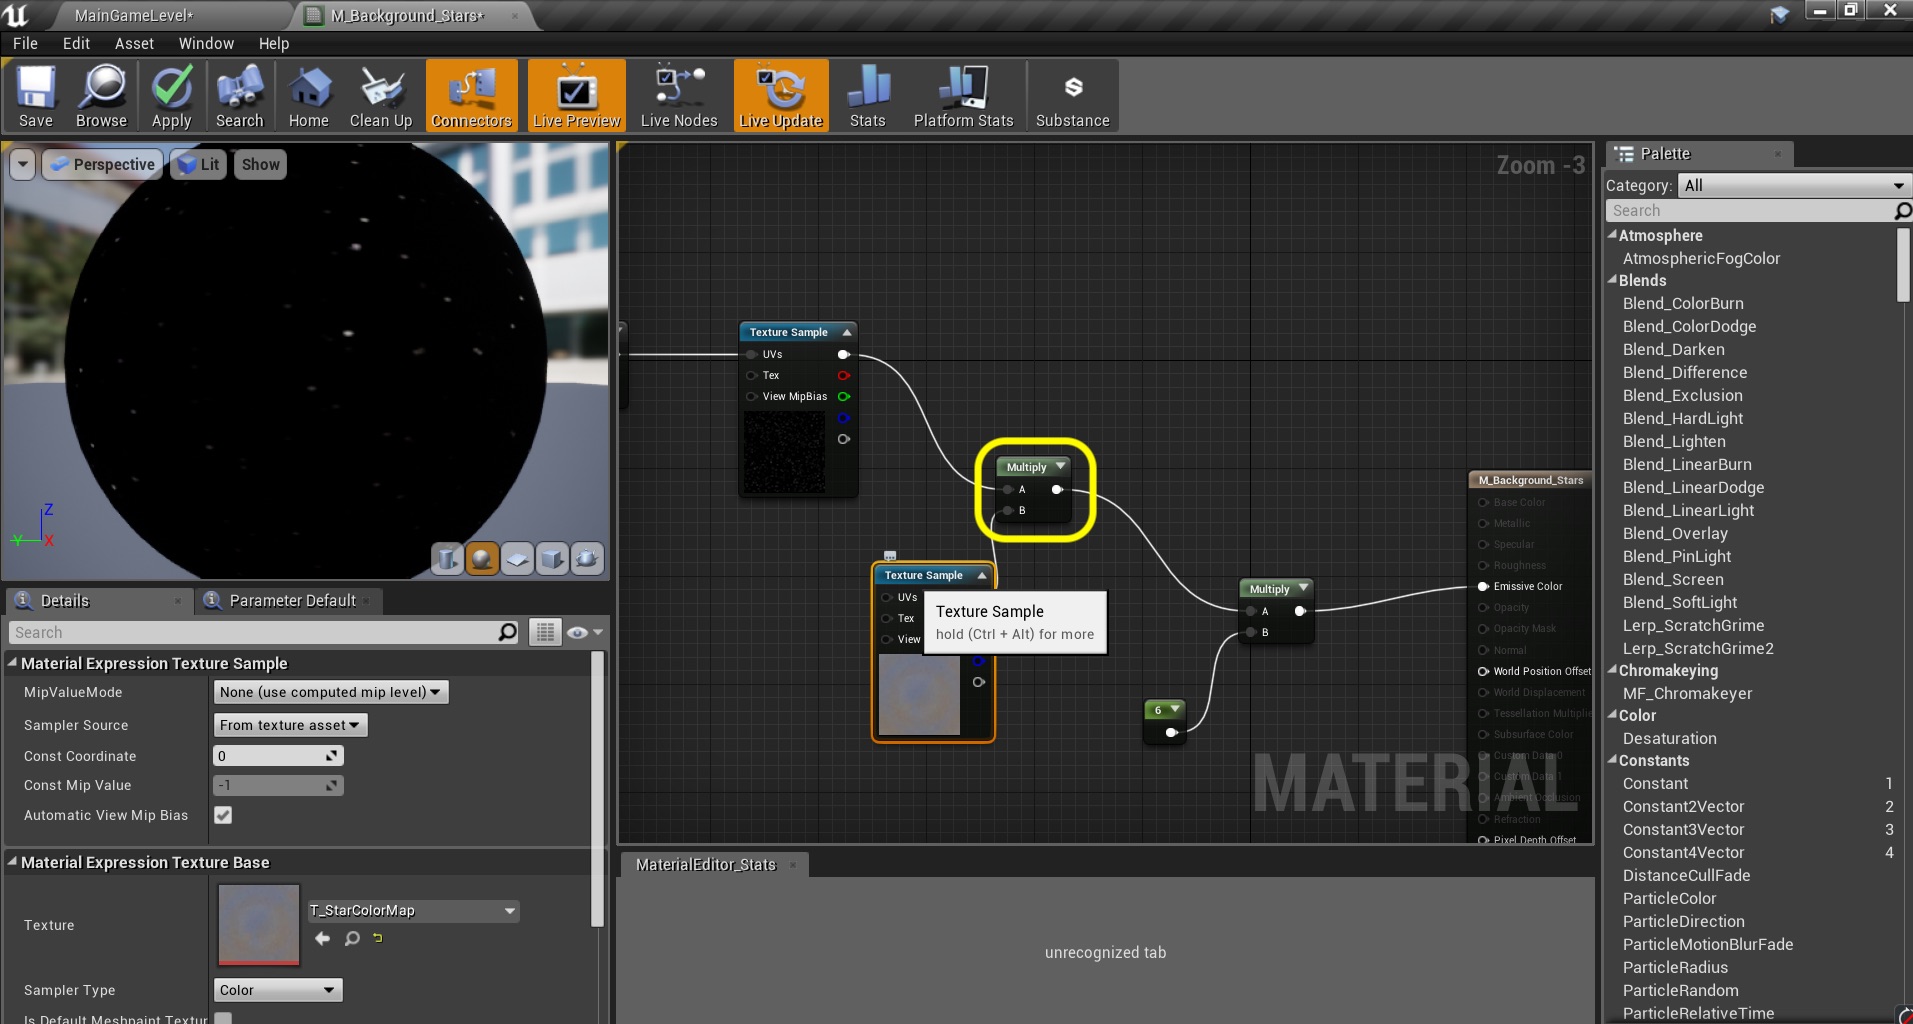 MainGameLevel*
M_Background_Stars*
File Edit Asset Window Help
Save
Browse
Apply
Search
Home
Clean Up
Connectors
Live Preview
Live Nodes
Live Update
Stats
Platform Stats
Substance
Perspective
Lit
Show
Z
Y
X
Details
Parameter Default
Search
Material Expression Texture Sample
MipValueMode
None (use computed mip level)
Sampler Source
From texture asset
Const Coordinate
0
Const Mip Value
-1
Automatic View Mip Bias
Material Expression Texture Base
Texture
T_StarColorMap
Sampler Type
Color
Is Default Meshpaint Textur
Zoom -3
Texture Sample
UVs
Tex
View MipBias
Multiply
A
B
Texture Sample
UVs
Tex
View
Texture Sample
hold (Ctrl + Alt) for more
Multiply
A
B
6
M_Background_Stars
Base Color
Metallic
Specular
Roughness
Emissive Color
Opacity
Opacity Mask
Normal
World Position Offset
World Displacement
Tessellation Multiplie
Subsurface Color
Custom Data 0
Custom Data 1
Ambient Occlusion
Refraction
Pixel Depth Offset
MATERIAL
MaterialEditor_Stats
unrecognized tab
Palette
Category: All
Search
Atmosphere
AtmosphericFogColor
Blends
Blend_ColorBurn
Blend_ColorDodge
Blend_Darken
Blend_Difference
Blend_Exclusion
Blend_HardLight
Blend_Lighten
Blend_LinearBurn
Blend_LinearDodge
Blend_LinearLight
Blend_Overlay
Blend_PinLight
Blend_Screen
Blend_SoftLight
Lerp_ScratchGrime
Lerp_ScratchGrime2
Chromakeying
MF_Chromakeyer
Color
Desaturation
Constants
Constant 1
Constant2Vector 2
Constant3Vector 3
Constant4Vector 4
DistanceCullFade
ParticleColor
ParticleDirection
ParticleMotionBlurFade
ParticleRadius
ParticleRandom
ParticleRelativeTime